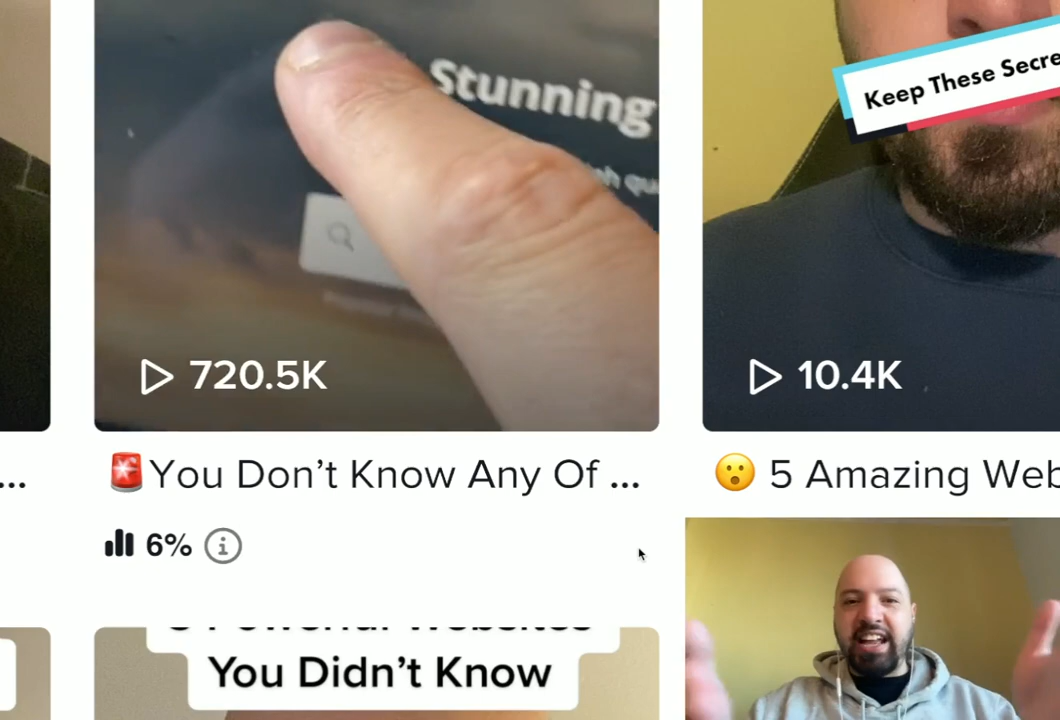 Stunning
Keep These Secre
720.5K
10.4K
...
You Don't Know Any Of ...
5 Amazing Web
6%
Websites
You Didn't Know